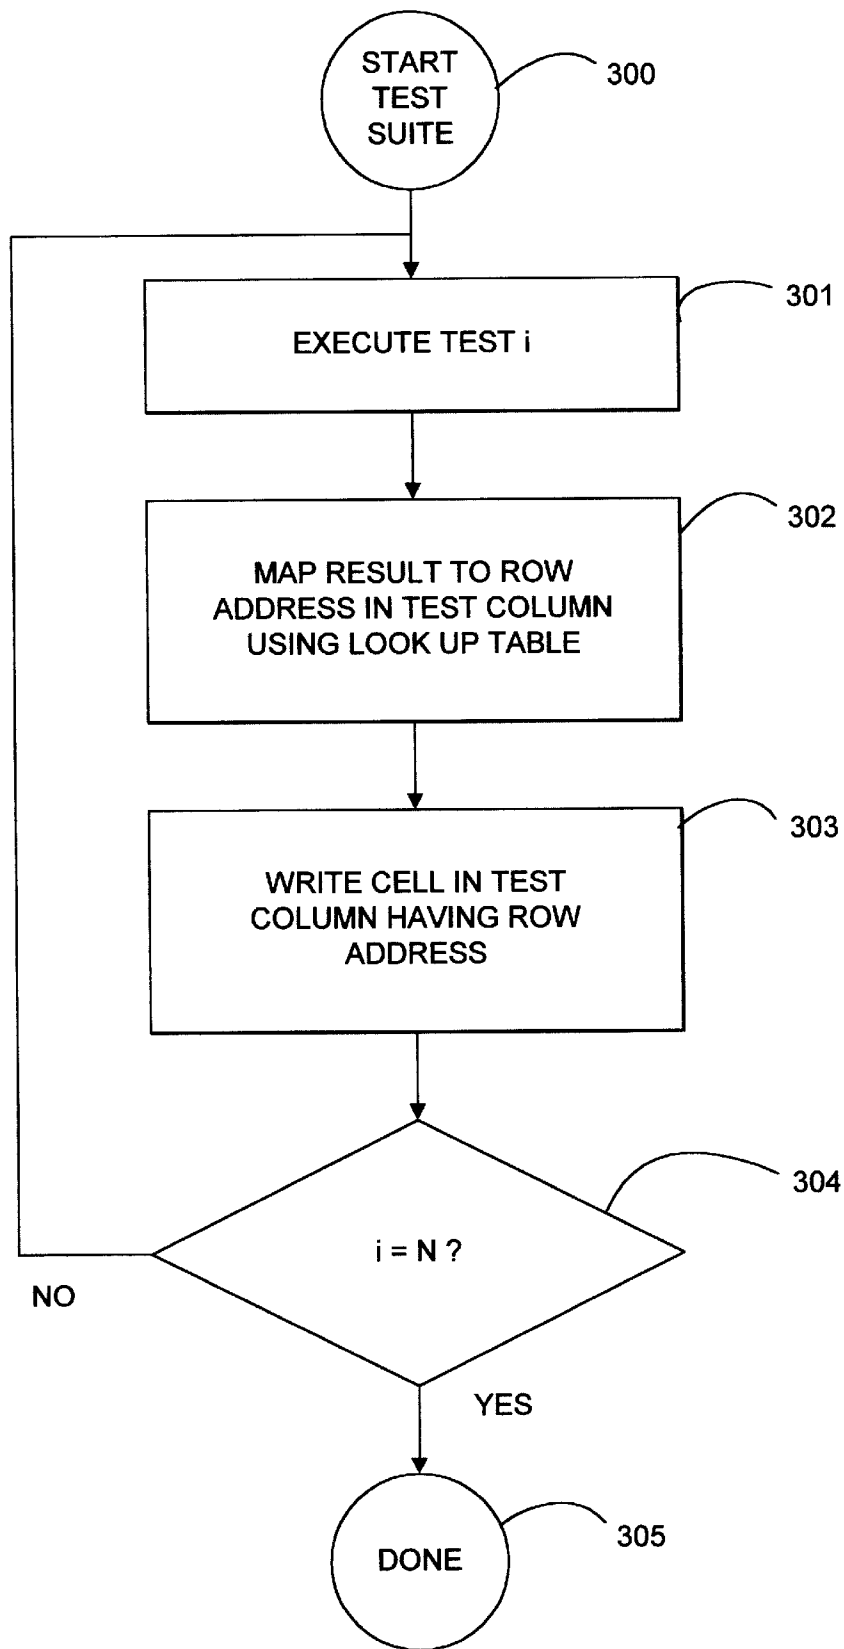 START
TEST
SUITE
300
301
EXECUTE TEST i
302
MAP RESULT TO ROW
ADDRESS IN TEST COLUMN
USING LOOK UP TABLE
303
WRITE CELL IN TEST
COLUMN HAVING ROW
ADDRESS
304
i = N ?
NO
YES
305
DONE